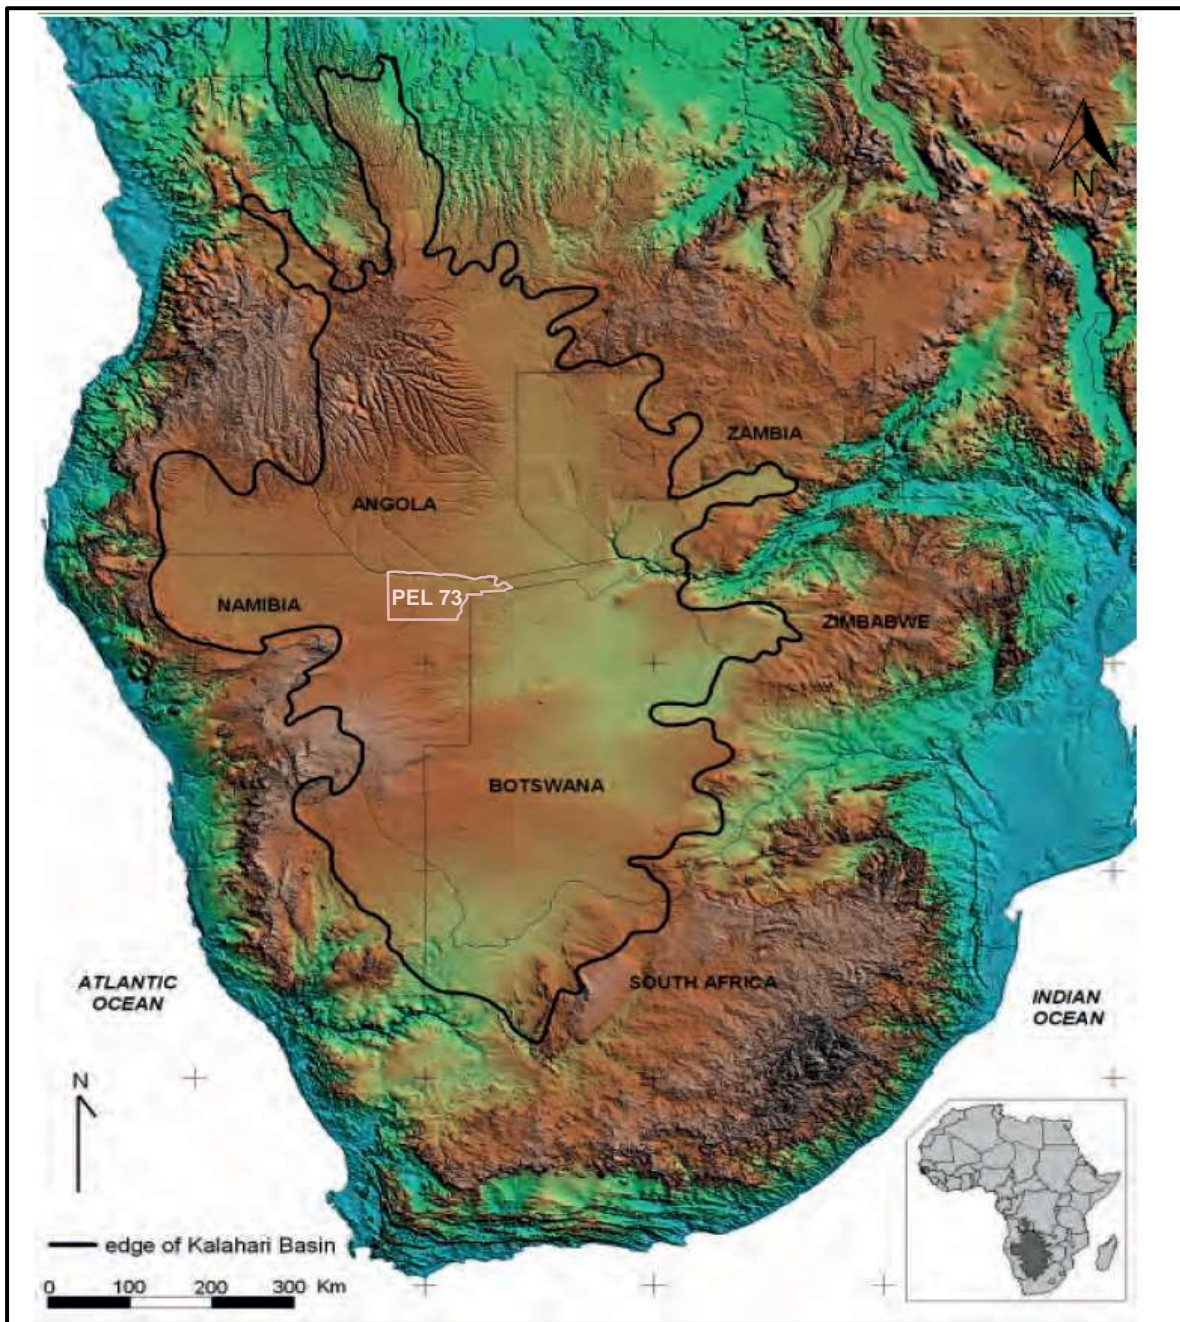 N
ZAMBIA
ANGOLA
PEL 73
NAMIBIA
ZIMBABWE
BOTSWANA
SOUTH AFRICA
ATLANTIC
OCEAN
INDIAN
OCEAN
N
edge of Kalahari Basin
0 100 200 300 Km